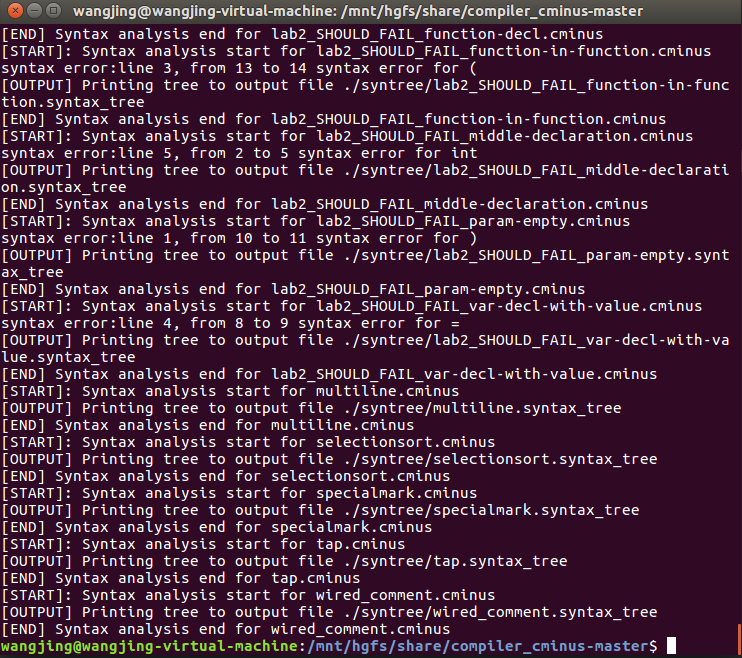 wangjing@wangjing-virtual-machine: /mnt/hgfs/share/compiler_cminus-master
[END] Syntax analysis end for lab2_SHOULD_FAIL_function-decl.cminus
[START]: Syntax analysis start for lab2_SHOULD_FAIL_function-in-function.cminus
syntax error:line 3, from 13 to 14 syntax error for (
[OUTPUT] Printing tree to output file ./syntree/lab2_SHOULD_FAIL_function-in-func
tion.syntax_tree
[END] Syntax analysis end for lab2_SHOULD_FAIL_function-in-function.cminus
[START]: Syntax analysis start for lab2_SHOULD_FAIL_middle-declaration.cminus
syntax error:line 5, from 2 to 5 syntax error for int
[OUTPUT] Printing tree to output file ./syntree/lab2_SHOULD_FAIL_middle-declarati
on.syntax_tree
[END] Syntax analysis end for lab2_SHOULD_FAIL_middle-declaration.cminus
[START]: Syntax analysis start for lab2_SHOULD_FAIL_param-empty.cminus
syntax error:line 1, from 10 to 11 syntax error for )
[OUTPUT] Printing tree to output file ./syntree/lab2_SHOULD_FAIL_param-empty.synt
ax_tree
[END] Syntax analysis end for lab2_SHOULD_FAIL_param-empty.cminus
[START]: Syntax analysis start for lab2_SHOULD_FAIL_var-decl-with-value.cminus
syntax error:line 4, from 8 to 9 syntax error for =
[OUTPUT] Printing tree to output file ./syntree/lab2_SHOULD_FAIL_var-decl-with-va
lue.syntax_tree
[END] Syntax analysis end for lab2_SHOULD_FAIL_var-decl-with-value.cminus
[START]: Syntax analysis start for multiline.cminus
[OUTPUT] Printing tree to output file ./syntree/multiline.syntax_tree
[END] Syntax analysis end for multiline.cminus
[START]: Syntax analysis start for selectionsort.cminus
[OUTPUT] Printing tree to output file ./syntree/selectionsort.syntax_tree
[END] Syntax analysis end for selectionsort.cminus
[START]: Syntax analysis start for specialmark.cminus
[OUTPUT] Printing tree to output file ./syntree/specialmark.syntax_tree
[END] Syntax analysis end for specialmark.cminus
[START]: Syntax analysis start for tap.cminus
[OUTPUT] Printing tree to output file ./syntree/tap.syntax_tree
[END] Syntax analysis end for tap.cminus
[START]: Syntax analysis start for wired_comment.cminus
[OUTPUT] Printing tree to output file ./syntree/wired_comment.syntax_tree
[END] Syntax analysis end for wired_comment.cminus
wangjing@wangjing-virtual-machine:/mnt/hgfs/share/compiler_cminus-master$